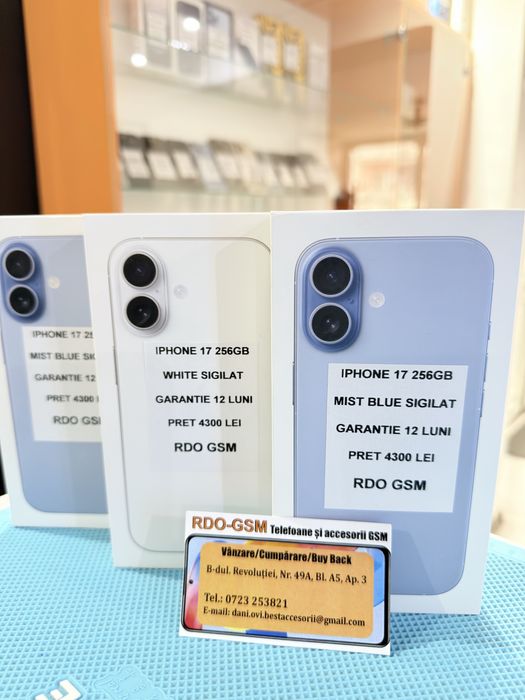 IPHONE 17 25
MIST BLUE SIG
GARANTIE 12
PRET 4300 L
RDO GS
IPHONE 17 256GB
WHITE SIGILAT
GARANTIE 12 LUNI
PRET 4300 LEI
RDO GSM
IPHONE 17 256GB
MIST BLUE SIGILAT
GARANTIE 12 LUNI
PRET 4300 LEI
RDO GSM
RDO-GSM Telefoane și accesorii GSM
Vânzare/Cumpărare/Buy Back
B-dul. Revoluției, Nr. 49A, Bl. A5, Ap. 3
Tel.: 0723 253821
E-mail: dani.ovi.bestaccesorii@gmail.com